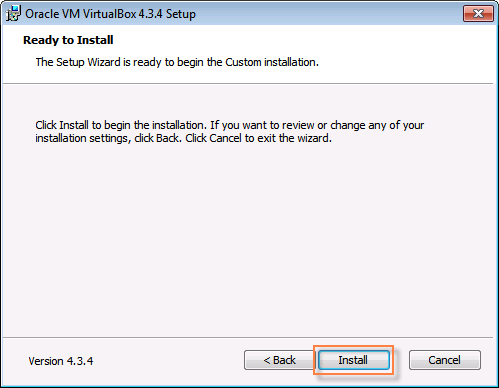 Oracle VM VirtualBox 4.3.4 Setup
Ready to Install
The Setup Wizard is ready to begin the Custom installation.
Click Install to begin the installation. If you want to review or change any of your
installation settings, click Back. Click Cancel to exit the wizard.
Version 4.3.4
< Back
Install
Cancel